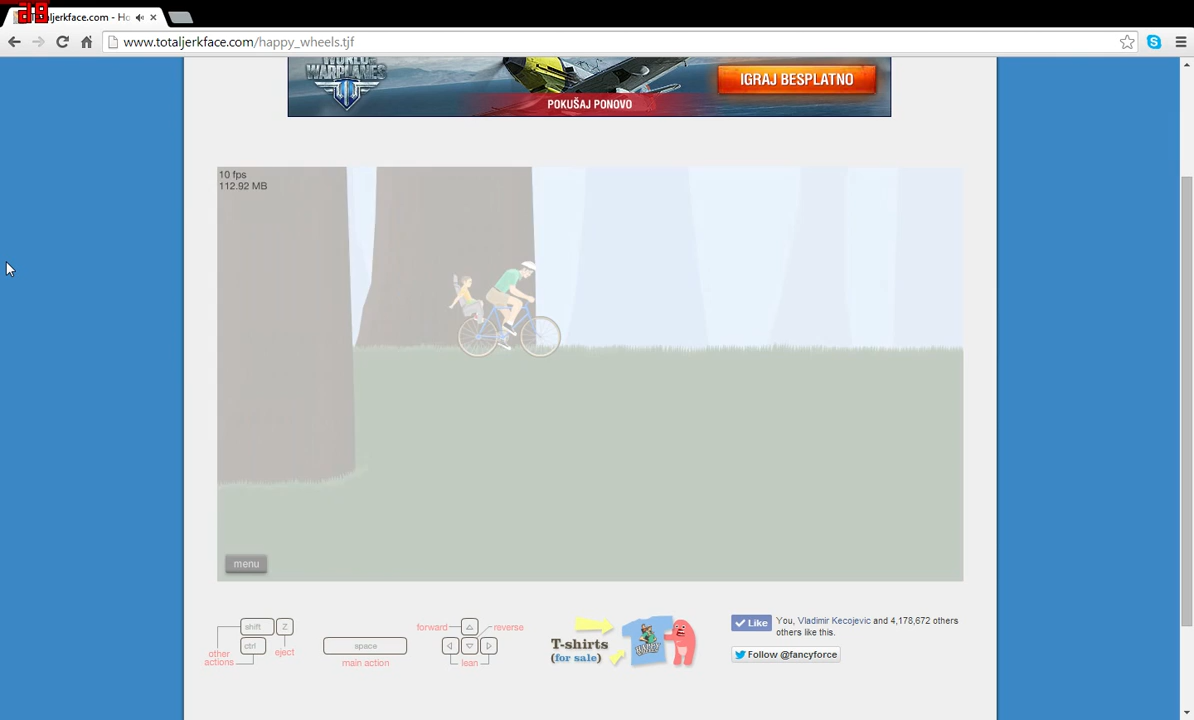 taljerkface.com - Ho
www.totaljerkface.com/happy_wheels.tjf
WORLD OF
WARPLANES
IGRAJ BESPLATNO
POKUŠAJ PONOVO
10 fps
112.92 MB
menu
shift
Z
ctrl
other
actions
eject
space
main action
forward
reverse
lean
T-shirts
(for sale)
Like
You, Vladimir Kecojevic and 4,178,672 others
others like this.
Follow @fancyforce